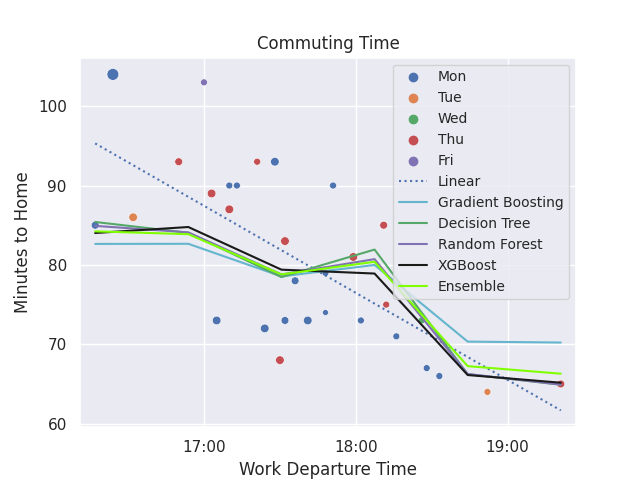 Commuting Time
Minutes to Home
100
90
80
70
60
17:00
18:00
19:00
Work Departure Time
Mon
Tue
Wed
Thu
Fri
Linear
Gradient Boosting
Decision Tree
Random Forest
XGBoost
Ensemble